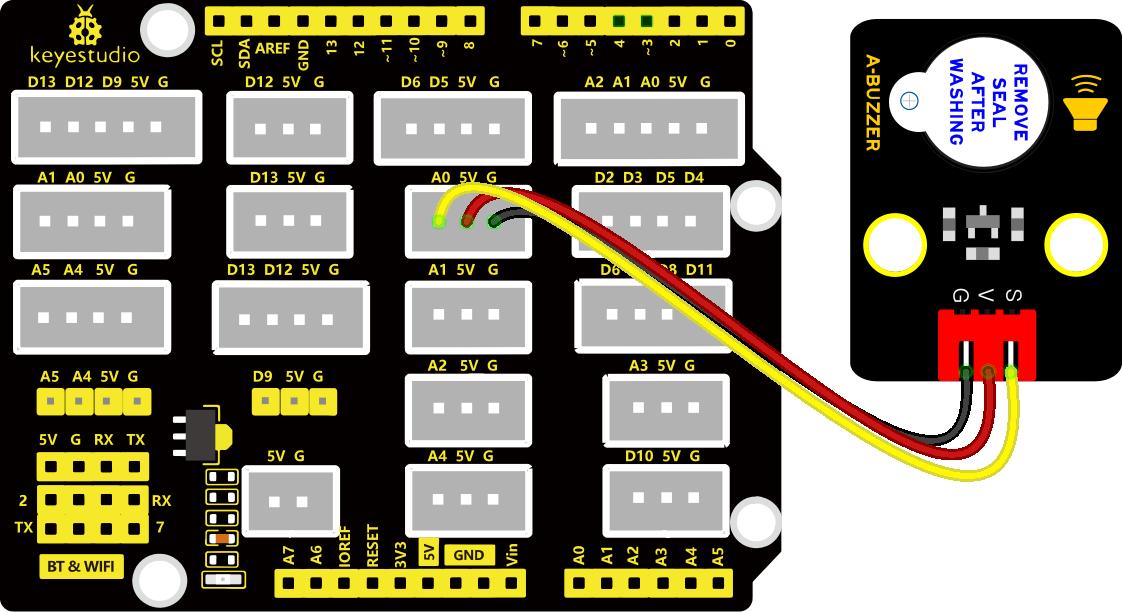 SCL SDA AREF GND 13 12 ~11 ~10 ~9 8
7 ~6 ~5 4 ~3 2 1 0
keyestudio
D13 D12 D9 5V G
D12 5V G
D6 D5 5V G
A2 A1 A0 5V G
A1 A0 5V G
D13 5V G
A0 5V G
D2 D3 D5 D4
A5 A4 5V G
D13 D12 5V G
A1 5V G
D11
A2 5V G
A3 5V G
A5 A4 5V G
D9 5V G
5V G RX TX
2 RX
TX 7
BT & WIFI
5V G
A4 5V G
D10 5V G
A7 A6 IOREF RESET 3V3 5V GND Vin
A0 A1 A2 A3 A4 A5
A-BUZZER
REMOVE
SEAL
AFTER
WASHING
G V S